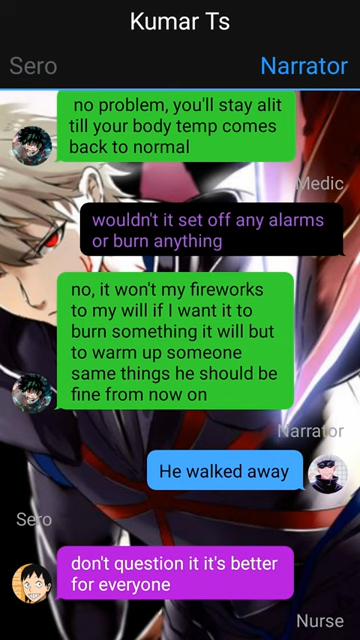 Kumar Ts
Sero
Narrator
no problem, you'll stay alit
till your body temp comes
back to normal
Medic
wouldn't it set off any alarms
or burn anything
no, it won't my fireworks
to my will if I want it to
burn something it will but
to warm up someone
same things he should be
fine from now on
Narrator
He walked away
Sero
don't question it it's better
for everyone
Nurse